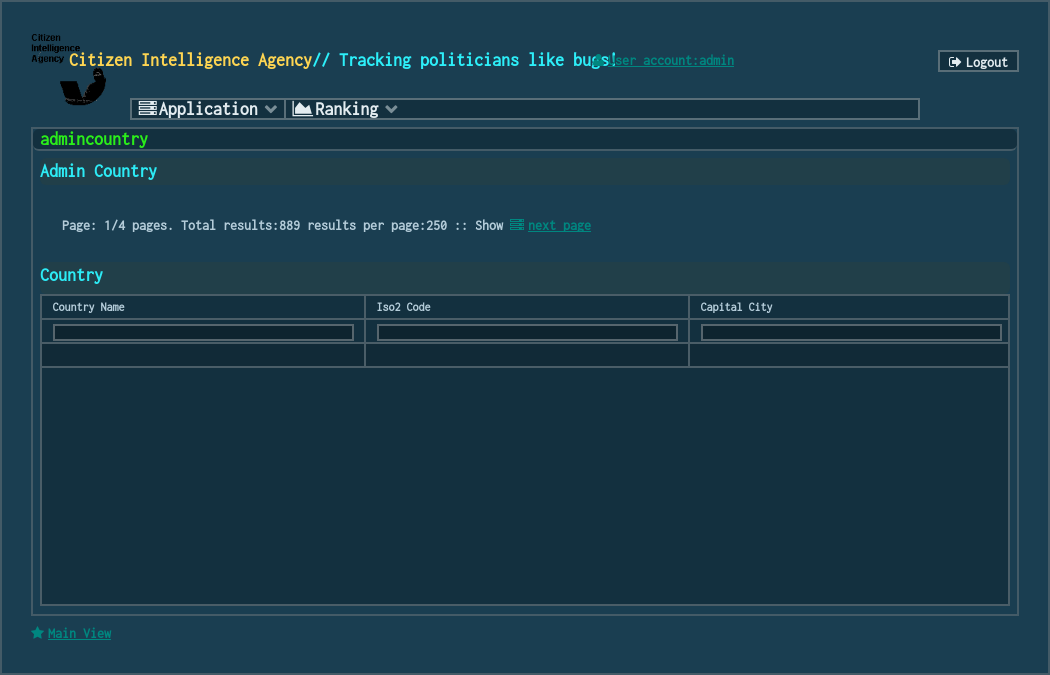 Citizen
Intelligence
Agency
Citizen Intelligence Agency// Tracking politicians like bugs!
User account:admin
Logout
Application
Ranking
admincountry
Admin Country
Page: 1/4 pages. Total results:889 results per page:250 :: Show next page
Country
Country Name
Iso2 Code
Capital City
Main View